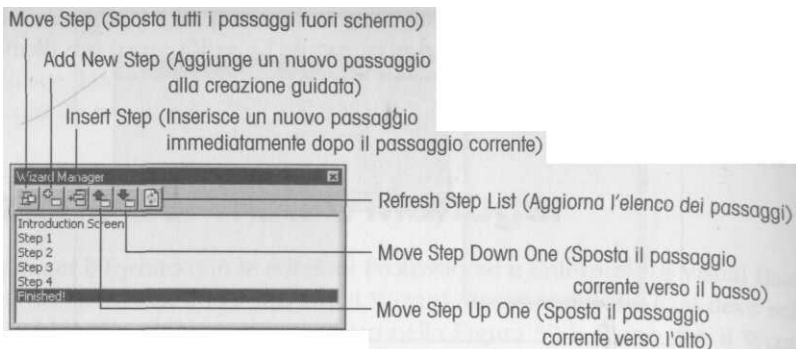 Move Step (Sposta tutti i passaggi fuori schermo)
Add New Step (Aggiunge un nuovo passaggio
alla creazione guidata)
Insert Step (Inserisce un nuovo passaggio
immediatamente dopo il passaggio corrente)
Wizard Manager
Introduction Screen
Step 1
Step 2
Step 3
Step 4
Finished!
Refresh Step List (Aggiorna l'elenco dei passaggi)
Move Step Down One (Sposta il passaggio
corrente verso il basso)
Move Step Up One (Sposta il passaggio
corrente verso l'alto)